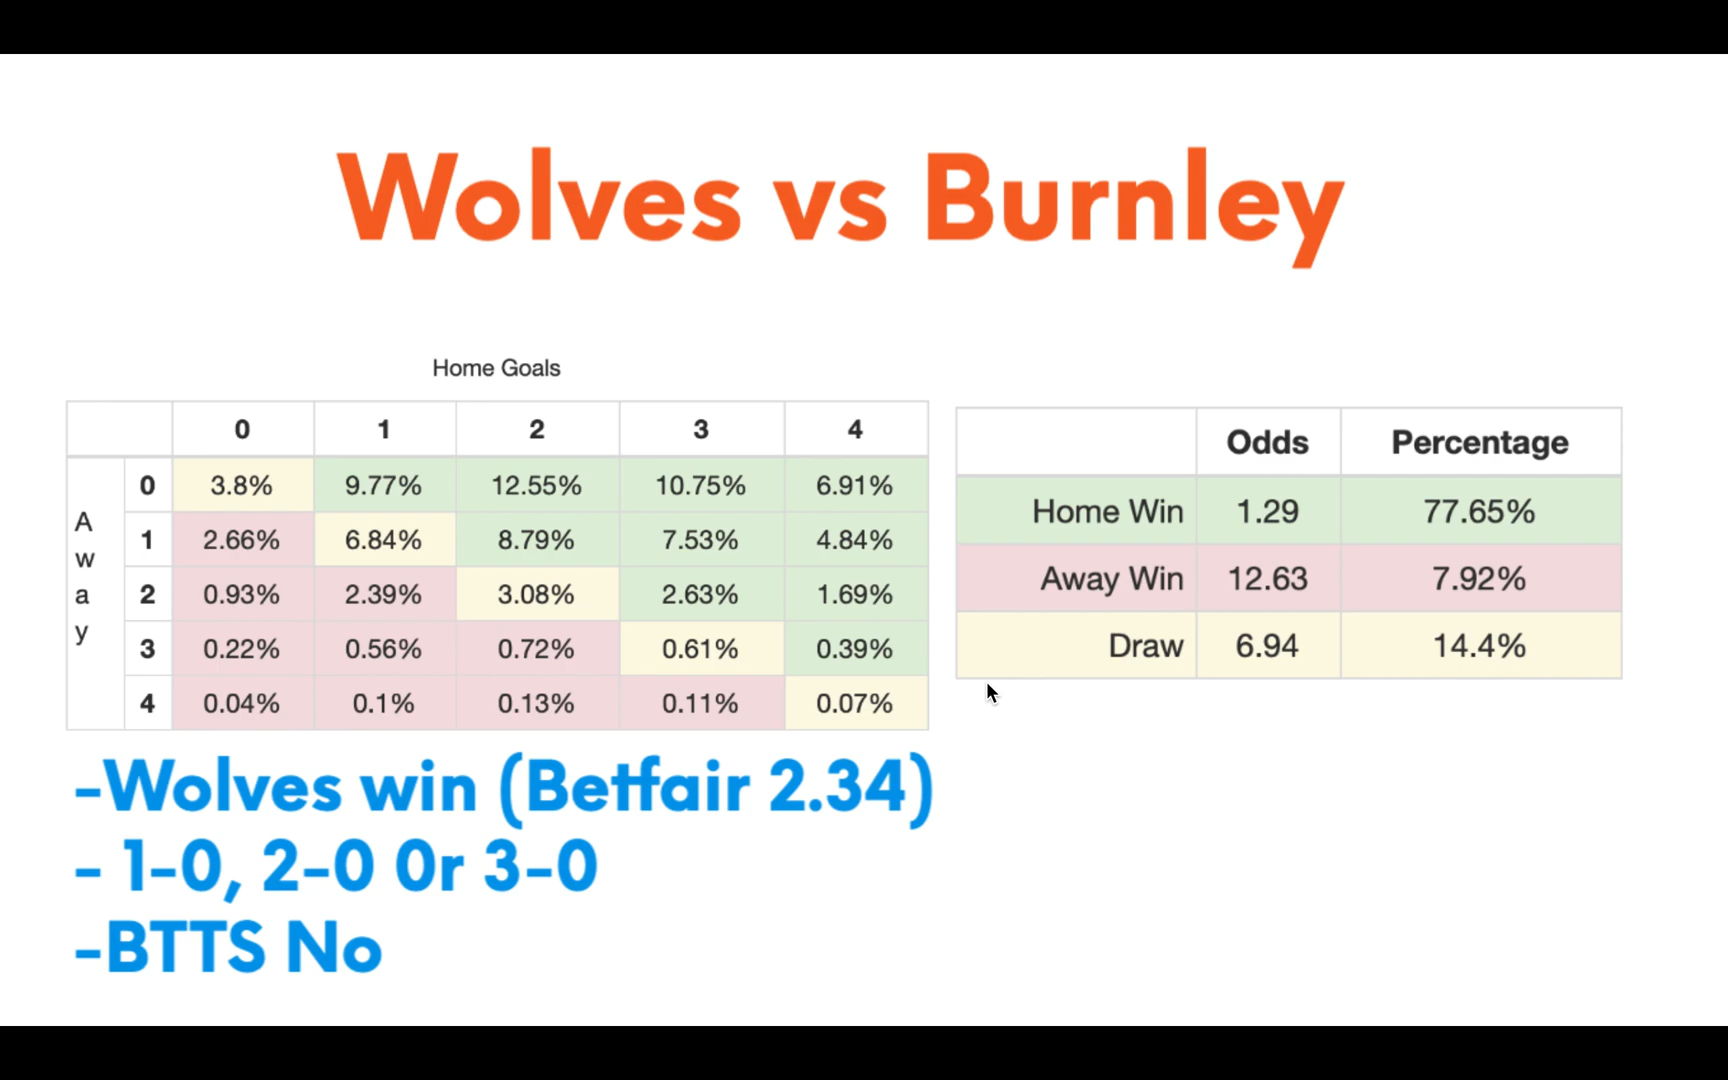 Wolves vs Burnley
Home Goals
0 1 2 3 4
Away
0 3.8% 9.77% 12.55% 10.75% 6.91%
1 2.66% 6.84% 8.79% 7.53% 4.84%
2 0.93% 2.39% 3.08% 2.63% 1.69%
3 0.22% 0.56% 0.72% 0.61% 0.39%
4 0.04% 0.1% 0.13% 0.11% 0.07%
Odds Percentage
Home Win 1.29 77.65%
Away Win 12.63 7.92%
Draw 6.94 14.4%
-Wolves win (Betfair 2.34)
- 1-0, 2-0 0r 3-0
-BTTS No